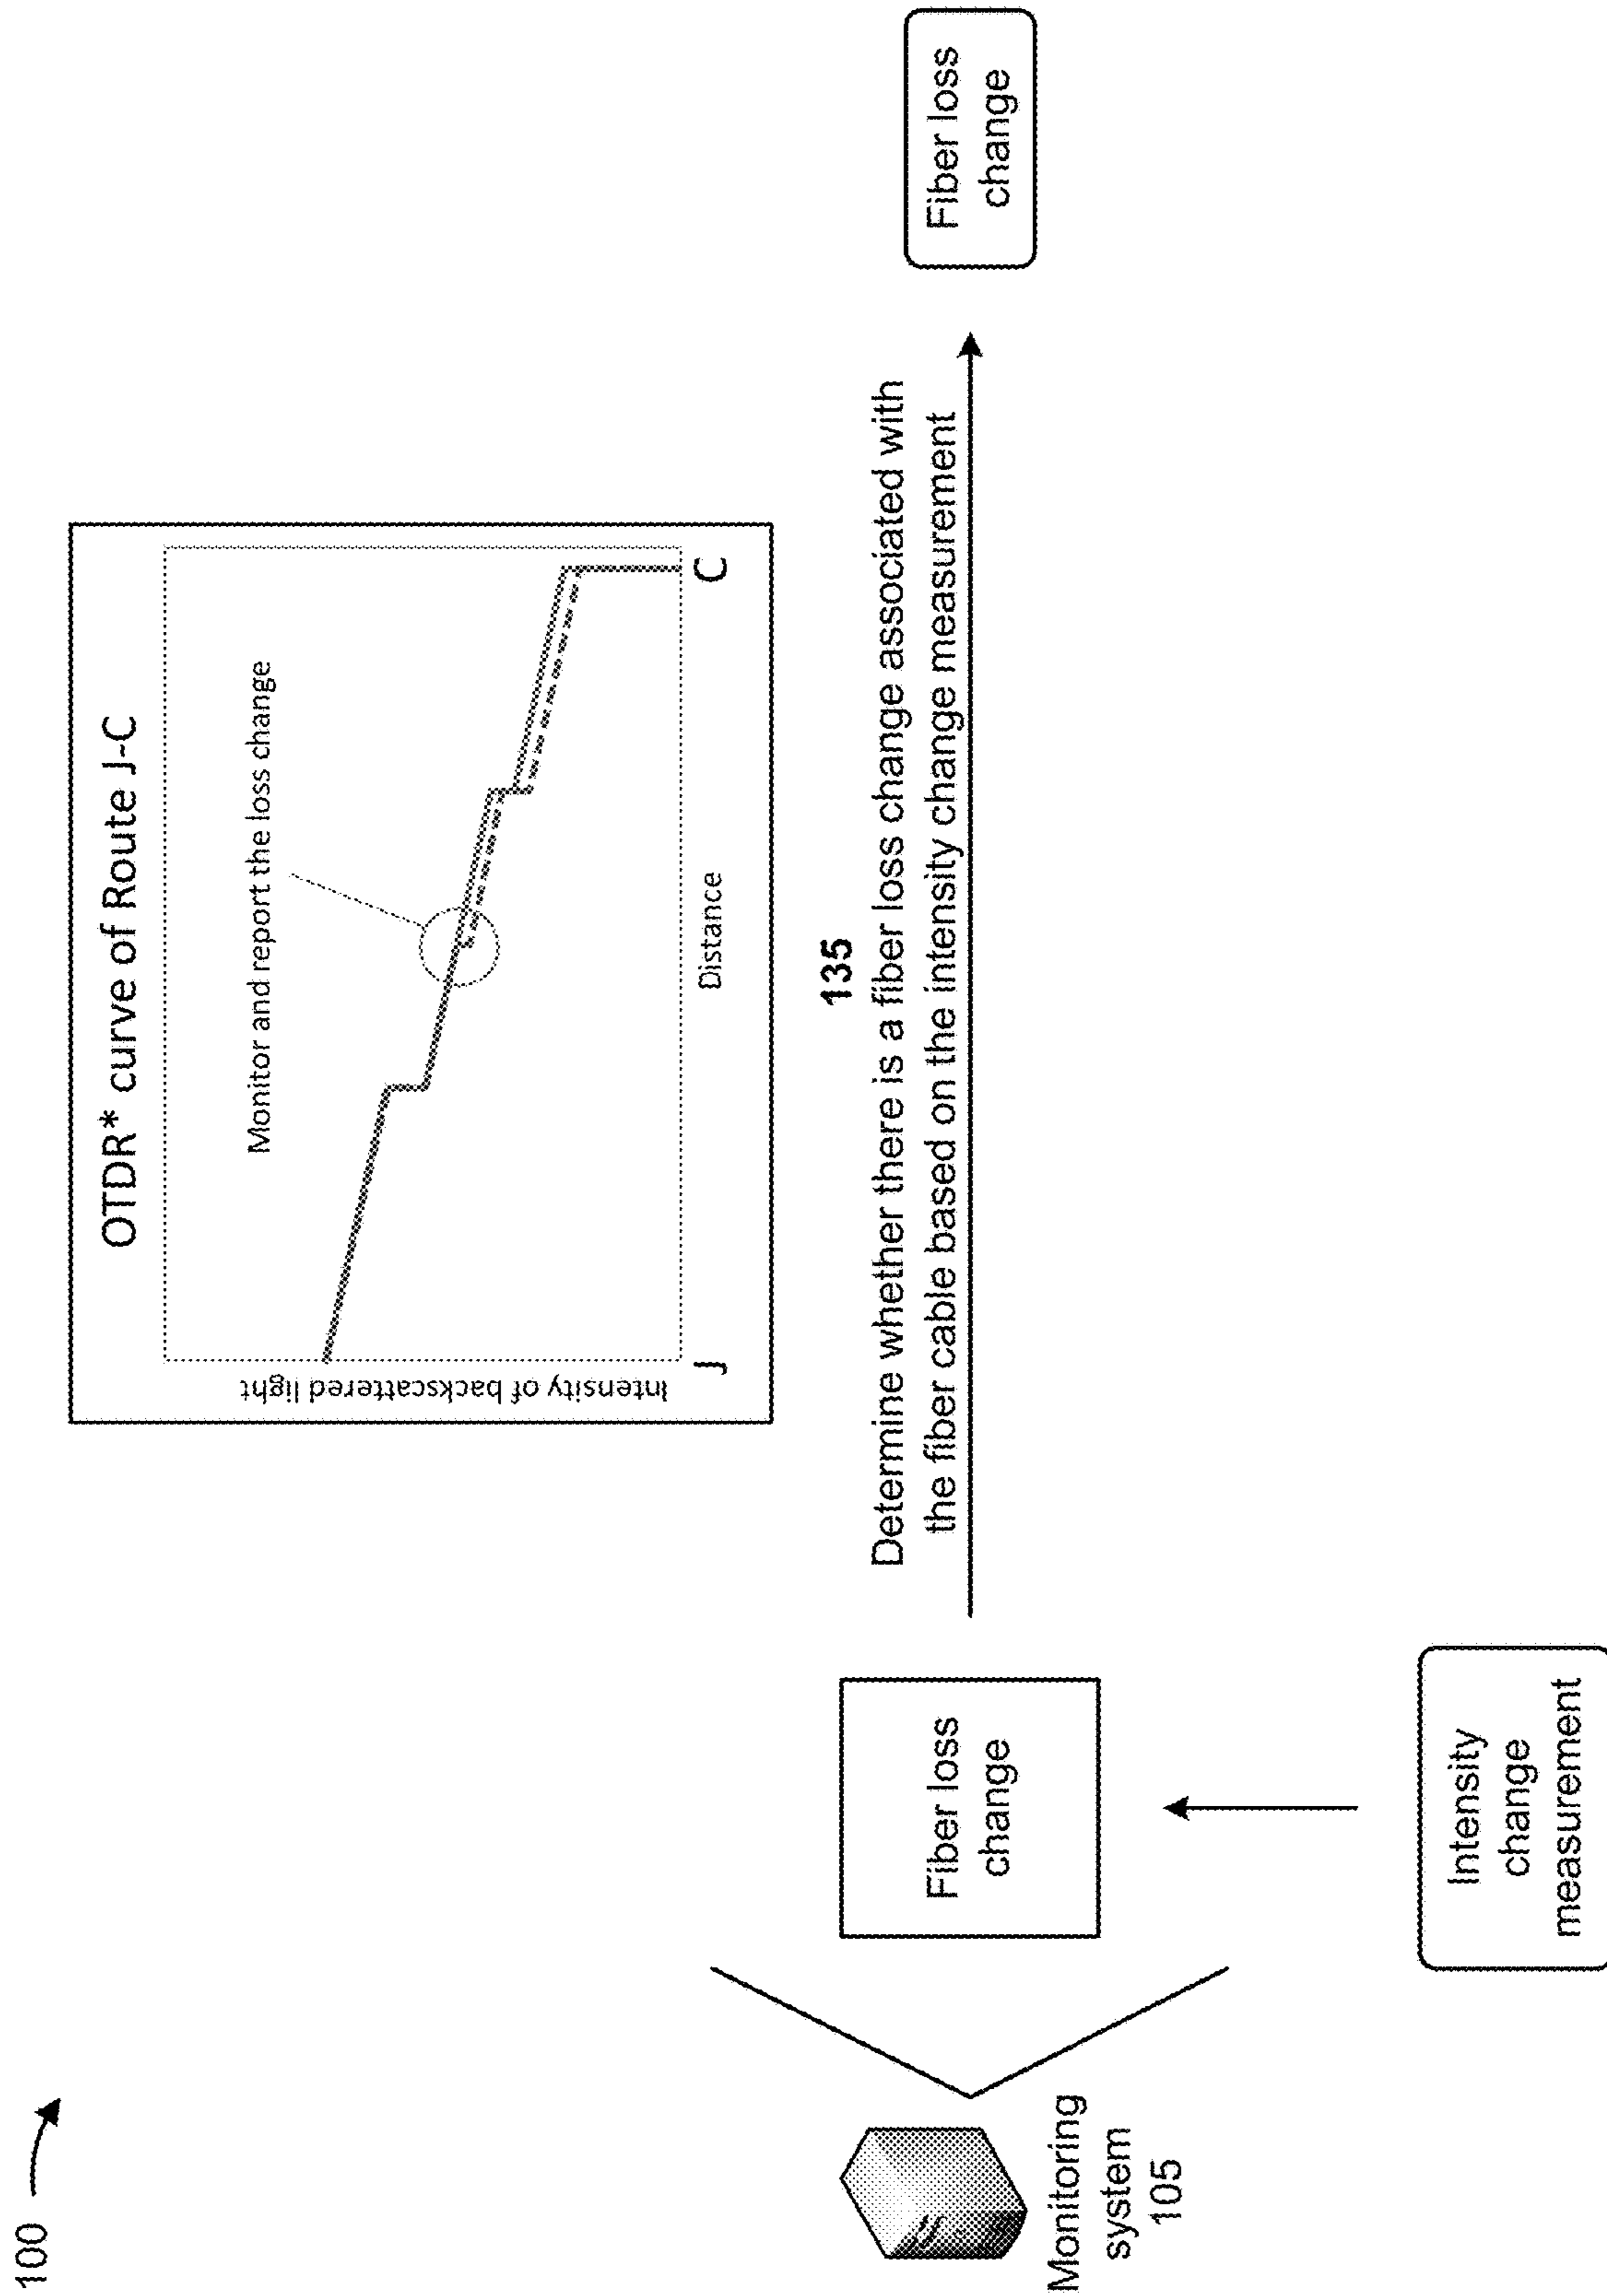 100
OTDR* curve of Route J-C
Monitor and report the loss change
Intensity of backscattered light
J
Distance
C
135
Determine whether there is a fiber loss change associated with
the fiber cable based on the intensity change measurement
Monitoring
system
105
Fiber loss
change
Fiber loss
change
Intensity
change
measurement